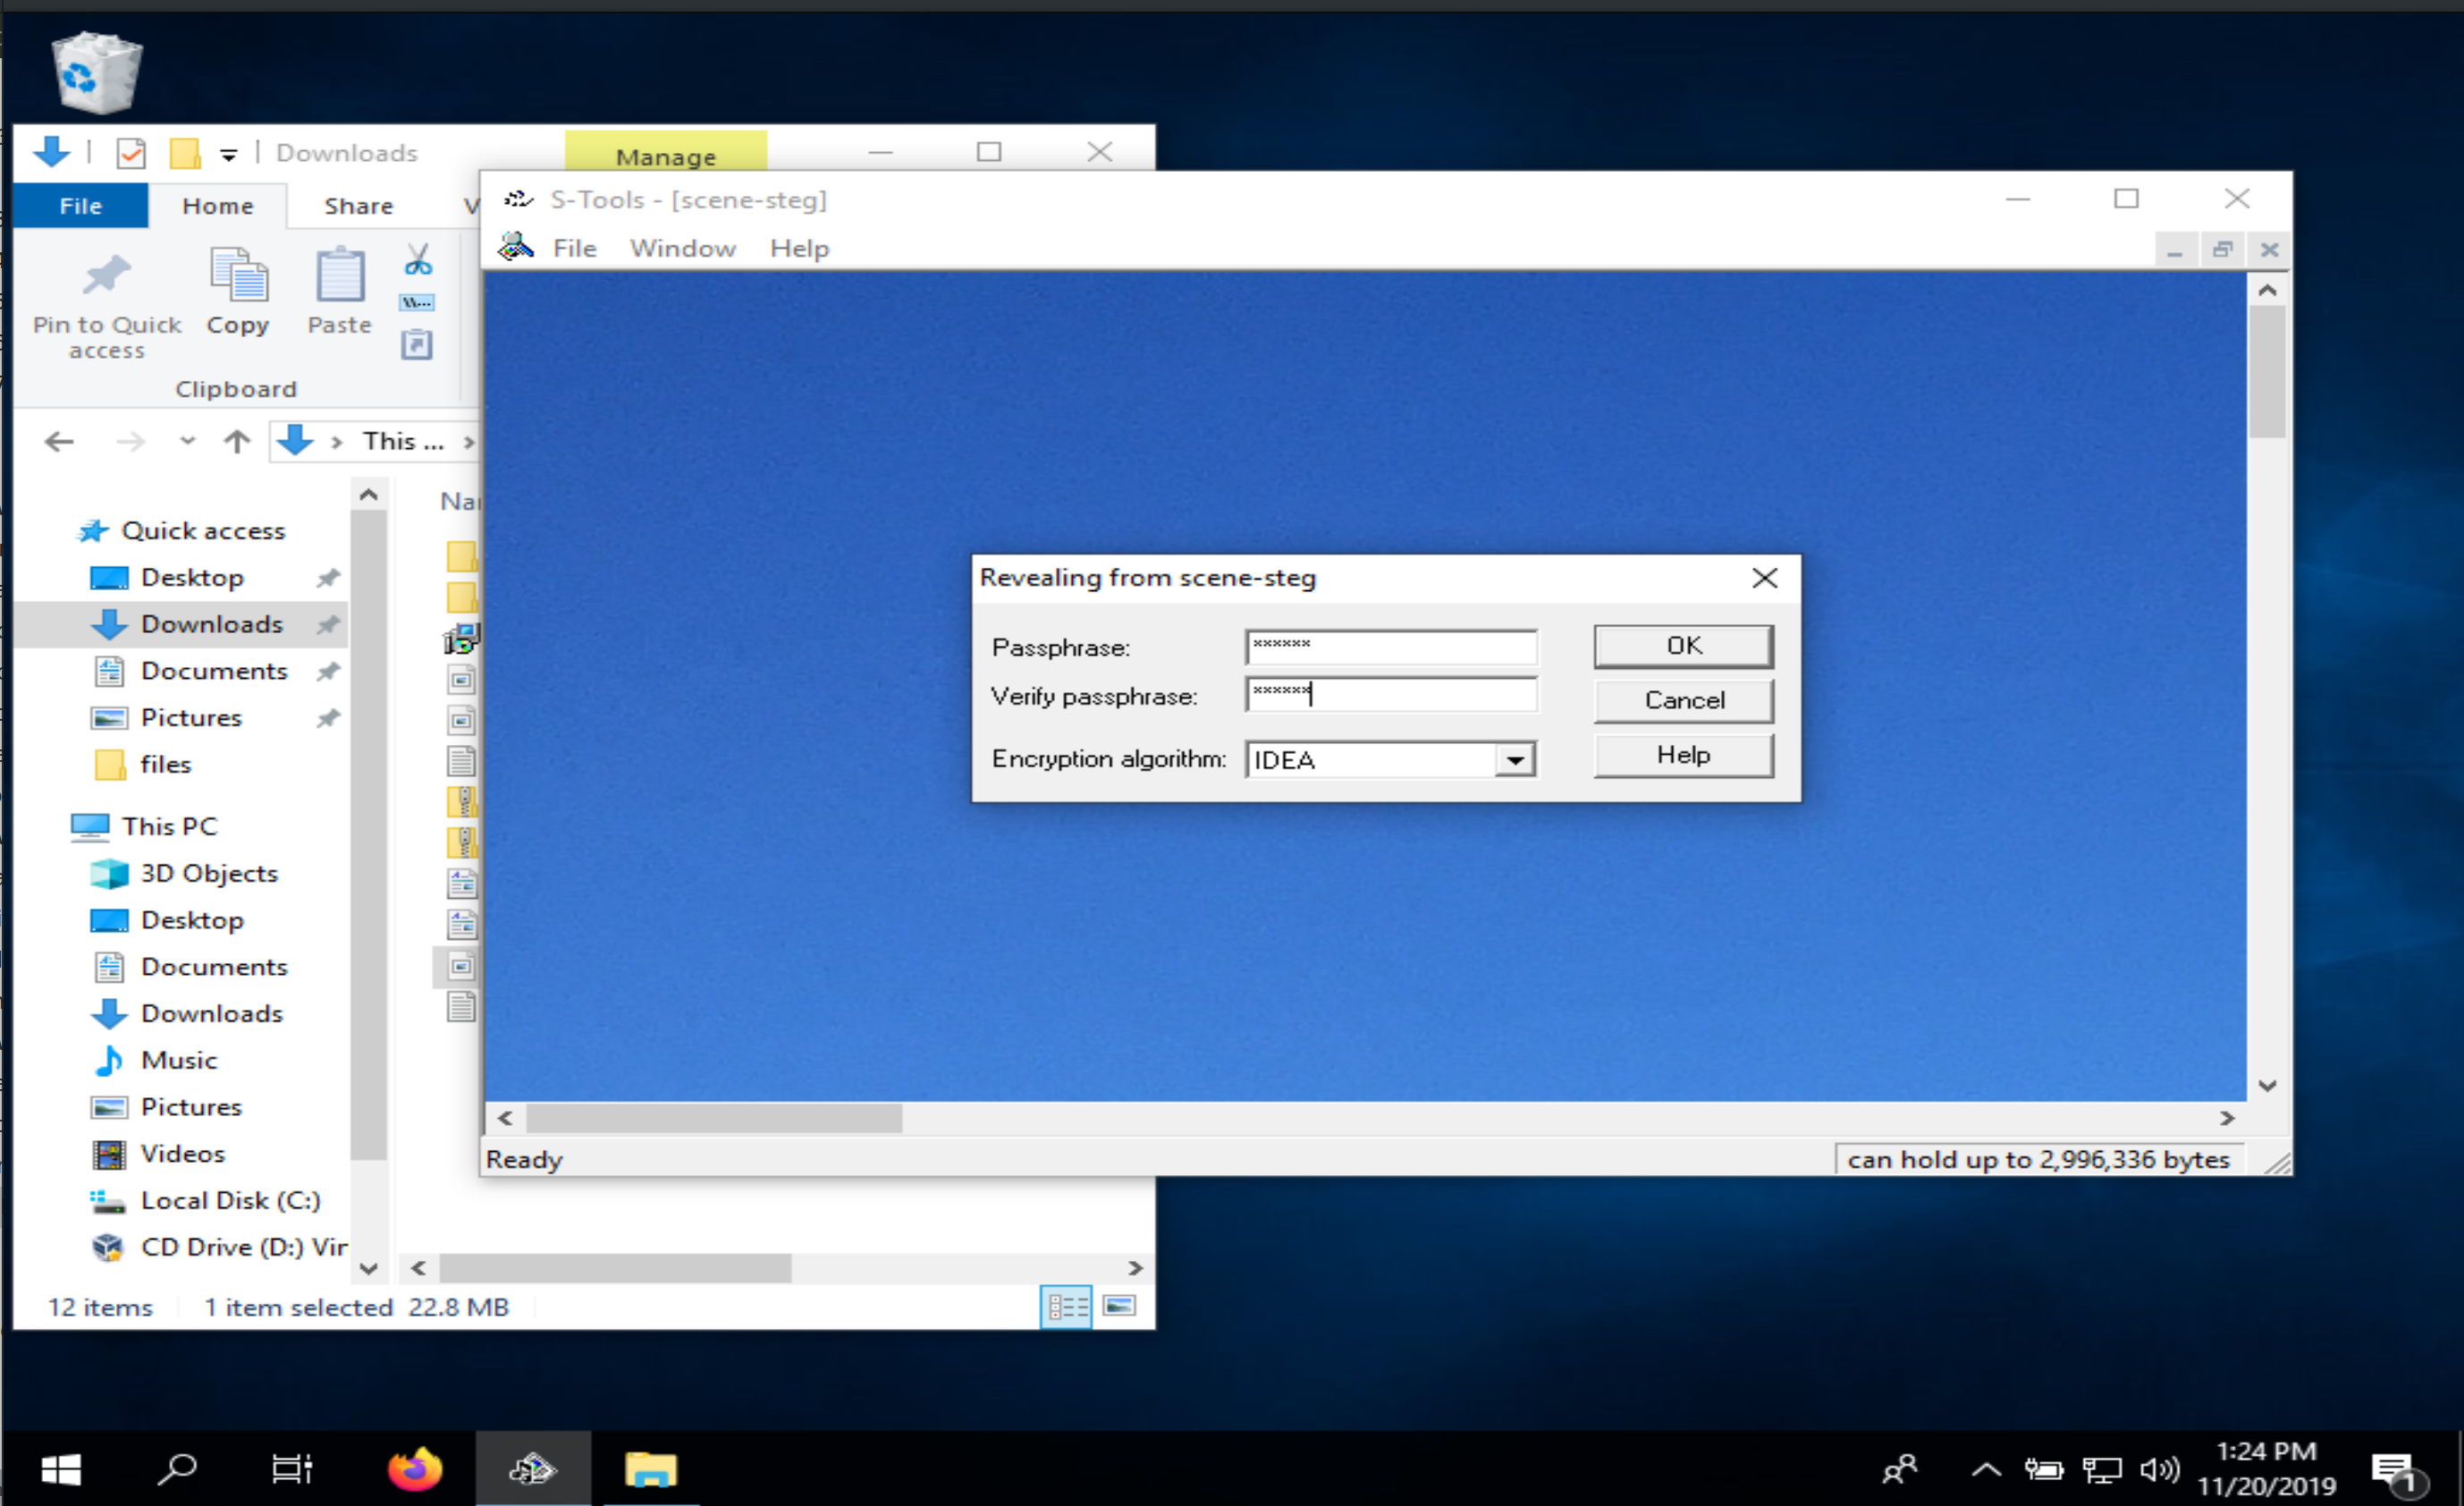 Downloads
Manage
File Home Share V
Pin to Quick access
Copy
Paste
Clipboard
This ...
Quick access
Desktop
Downloads
Documents
Pictures
files
This PC
3D Objects
Desktop
Documents
Downloads
Music
Pictures
Videos
Local Disk (C:)
CD Drive (D:) Vir
12 items 1 item selected 22.8 MB
S-Tools - [scene-steg]
File Window Help
Revealing from scene-steg
Passphrase: ******
Verify passphrase: ******
Encryption algorithm: IDEA
OK
Cancel
Help
Ready
can hold up to 2,996,336 bytes
1:24 PM
11/20/2019
1